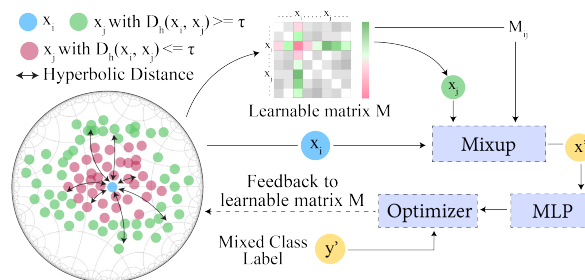 x_i
x_j with D_h(x_i, x_j) >= τ
x_j with D_h(x_i, x_j) <= τ
Hyperbolic Distance
x_i
x_j
x_i
x_j
Learnable matrix M
M_ij
x_j
x_i
Mixup
x'
Feedback to
learnable matrix M
Optimizer
MLP
Mixed Class
Label
y'